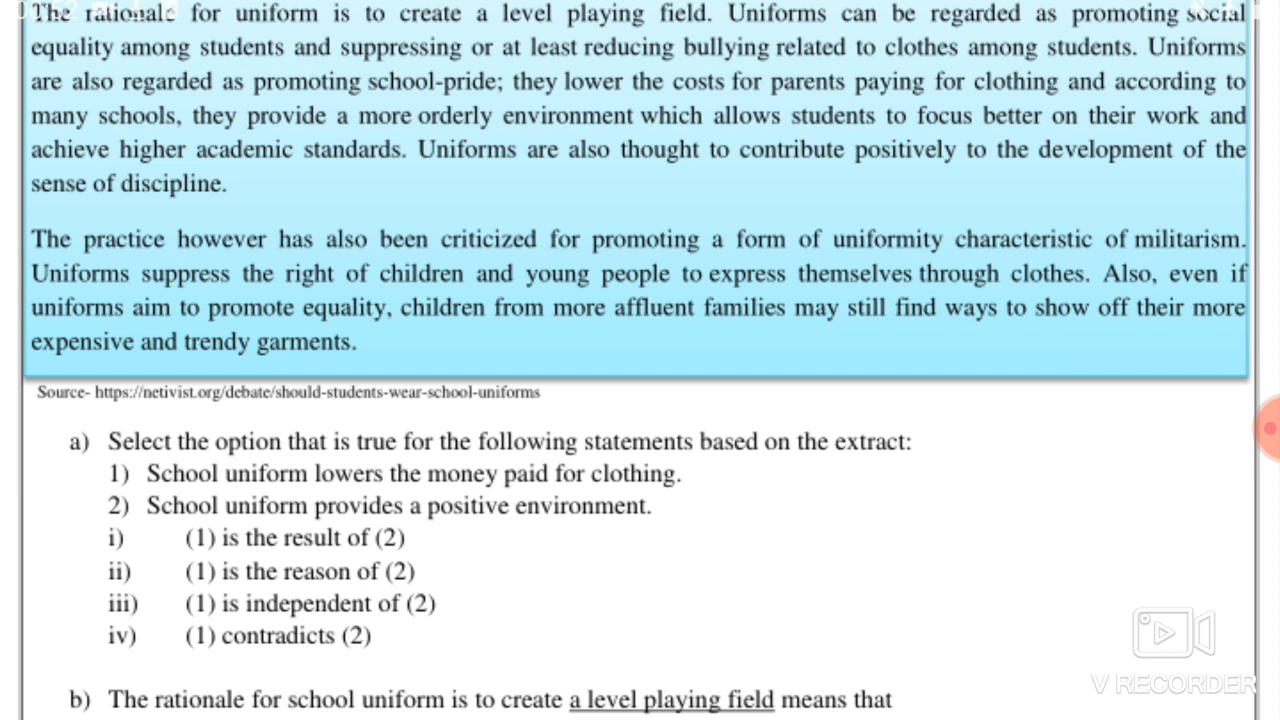 The rationale for uniform is to create a level playing field. Uniforms can be regarded as promoting social
equality among students and suppressing or at least reducing bullying related to clothes among students. Uniforms
are also regarded as promoting school-pride; they lower the costs for parents paying for clothing and according to
many schools, they provide a more orderly environment which allows students to focus better on their work and
achieve higher academic standards. Uniforms are also thought to contribute positively to the development of the
sense of discipline.
The practice however has also been criticized for promoting a form of uniformity characteristic of militarism.
Uniforms suppress the right of children and young people to express themselves through clothes. Also, even if
uniforms aim to promote equality, children from more affluent families may still find ways to show off their more
expensive and trendy garments.
Source- https://netivist.org/debate/should-students-wear-school-uniforms
a) Select the option that is true for the following statements based on the extract:
1) School uniform lowers the money paid for clothing.
2) School uniform provides a positive environment.
i) (1) is the result of (2)
ii) (1) is the reason of (2)
iii) (1) is independent of (2)
iv) (1) contradicts (2)
b) The rationale for school uniform is to create a level playing field means that
V RECORDER